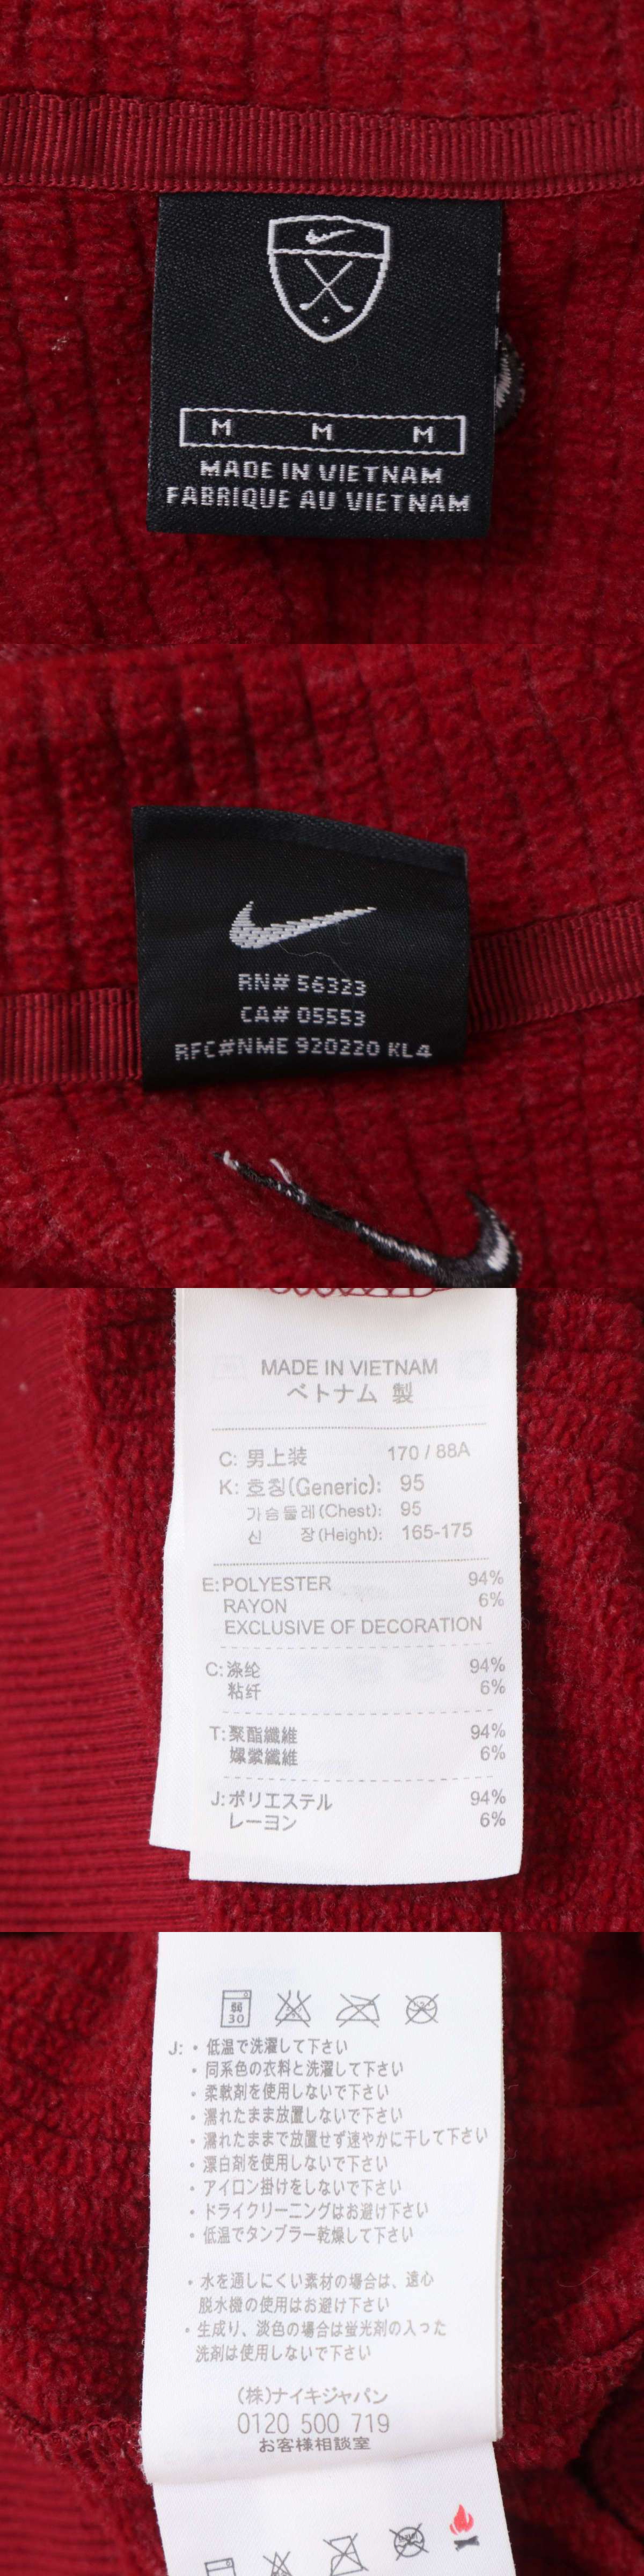 M M M
MADE IN VIETNAM
FABRIQUE AU VIETNAM
RN# 56323
CA# 05553
RFC#NME 920220 KL4
MADE IN VIETNAM
ベトナム 製
C: 男上装 170 / 88A
K: 호칭(Generic): 95
가슴둘레(Chest): 95
신 장(Height): 165-175
E:POLYESTER 94%
RAYON 6%
EXCLUSIVE OF DECORATION
C:涤纶 94%
粘纤 6%
T:聚酯纖維 94%
嫘縈纖維 6%
J:ポリエステル 94%
レーヨン 6%
弱
30
J: ・低温で洗濯して下さい
・同系色の衣料と洗濯して下さい
・柔軟剤を使用しないで下さい
・濡れたまま放置しないで下さい
・濡れたままで放置せず速やかに干して下さい
・漂白剤を使用しないで下さい
・アイロン掛けをしないで下さい
・ドライクリーニングはお避け下さい
・低温でタンブラー乾燥して下さい
・水を通しにくい素材の場合は、遠心
脱水機の使用はお避け下さい
・生成り、淡色の場合は蛍光剤の入った
洗剤は使用しないで下さい
(株)ナイキジャパン
0120 500 719
お客様相談室